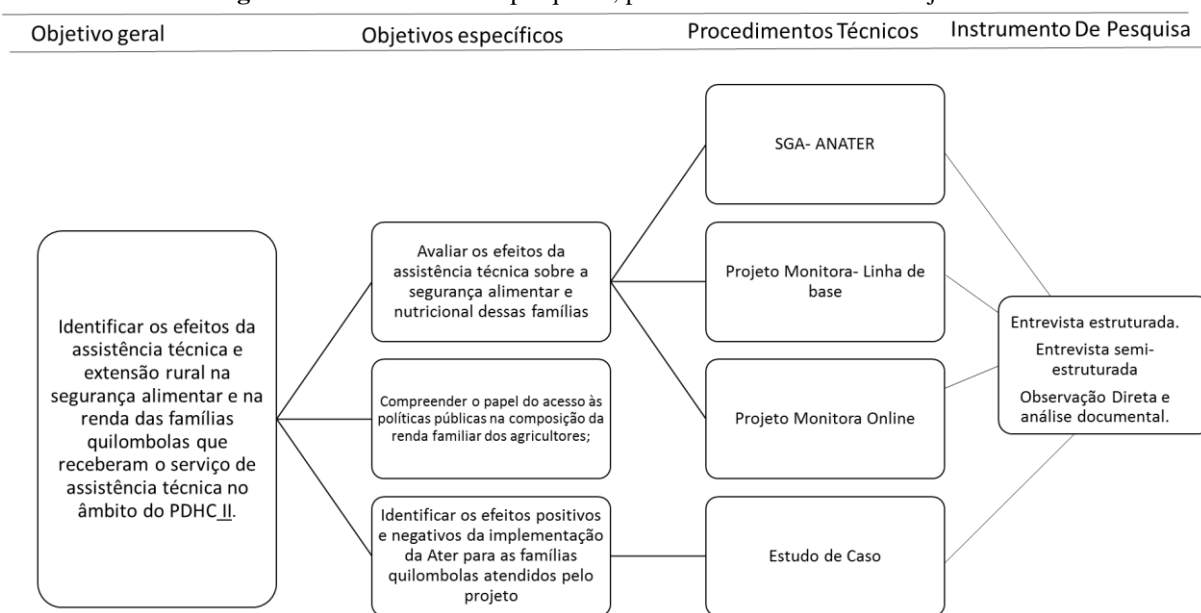 Objetivo geral
Objetivos específicos
Procedimentos Técnicos
Instrumento De Pesquisa
Identificar os efeitos da
assistência técnica e
extensão rural na
segurança alimentar e na
renda das famílias
quilombolas que
receberam o serviço de
assistência técnica no
âmbito do PDHC II.
Avaliar os efeitos da
assistência técnica sobre a
segurança alimentar e
nutricional dessas famílias
Compreender o papel do acesso às
políticas públicas na composição da
renda familiar dos agricultores;
Identificar os efeitos positivos
e negativos da implementação
da Ater para as famílias
quilombolas atendidos pelo
projeto
SGA- ANATER
Projeto Monitora- Linha de
base
Projeto Monitora Online
Estudo de Caso
Entrevista estruturada.
Entrevista semi-
estruturada
Observação Direta e
análise documental.